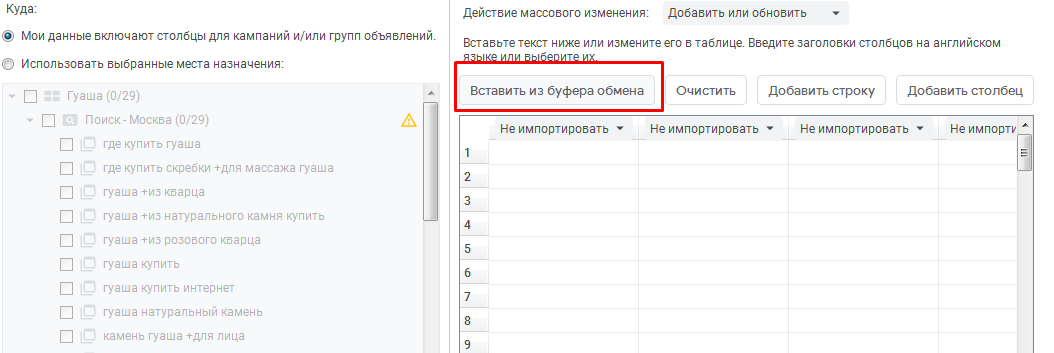 Куда:
Мои данные включают столбцы для кампаний и/или групп объявлений.
Использовать выбранные места назначения:
Гуаша (0/29)
Поиск - Москва (0/29)
где купить гуаша
где купить скребки +для массажа гуаша
гуаша +из кварца
гуаша +из натурального камня купить
гуаша +из розового кварца
гуаша купить
гуаша купить интернет
гуаша натуральный камень
камень гуаша +для лица
Действие массового изменения: Добавить или обновить
Вставьте текст ниже или измените его в таблице. Введите заголовки столбцов на английском
языке или выберите их.
Вставить из буфера обмена Очистить Добавить строку Добавить столбец
Не импортировать Не импортировать Не импортировать Не импорти
1
2
3
4
5
6
7
8
9